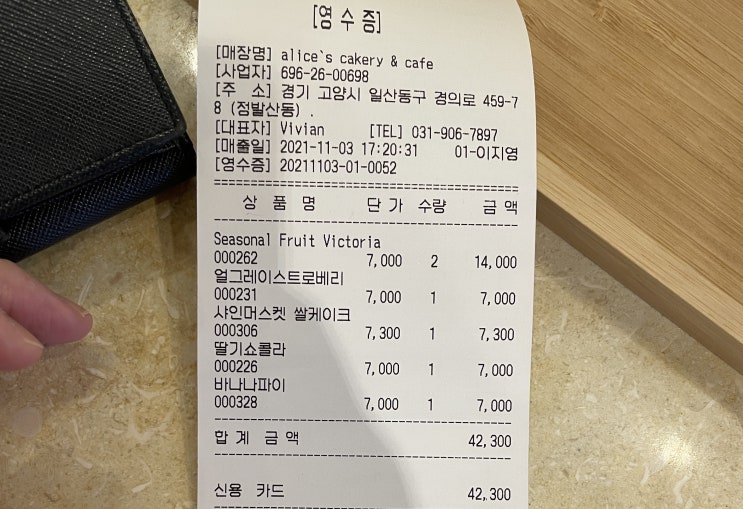 [영수증]
[매장명] alice`s cakery & cafe
[사업자] 696-26-00698
[주 소] 경기 고양시 일산동구 경의로 459-7
8 (정발산동) .
[대표자] Vivian [TEL] 031-906-7897
[매출일] 2021-11-03 17:20:31 01-이지영
[영수증] 20211103-01-0052
상 품 명 단 가 수량 금 액
Seasonal Fruit Victoria
000262 7,000 2 14,000
얼그레이스트로베리
000231 7,000 1 7,000
샤인머스켓 쌀케이크
000306 7,300 1 7,300
딸기쇼콜라
000226 7,000 1 7,000
바나나파이
000328 7,000 1 7,000
합 계 금 액 42,300
신용 카드 42,300